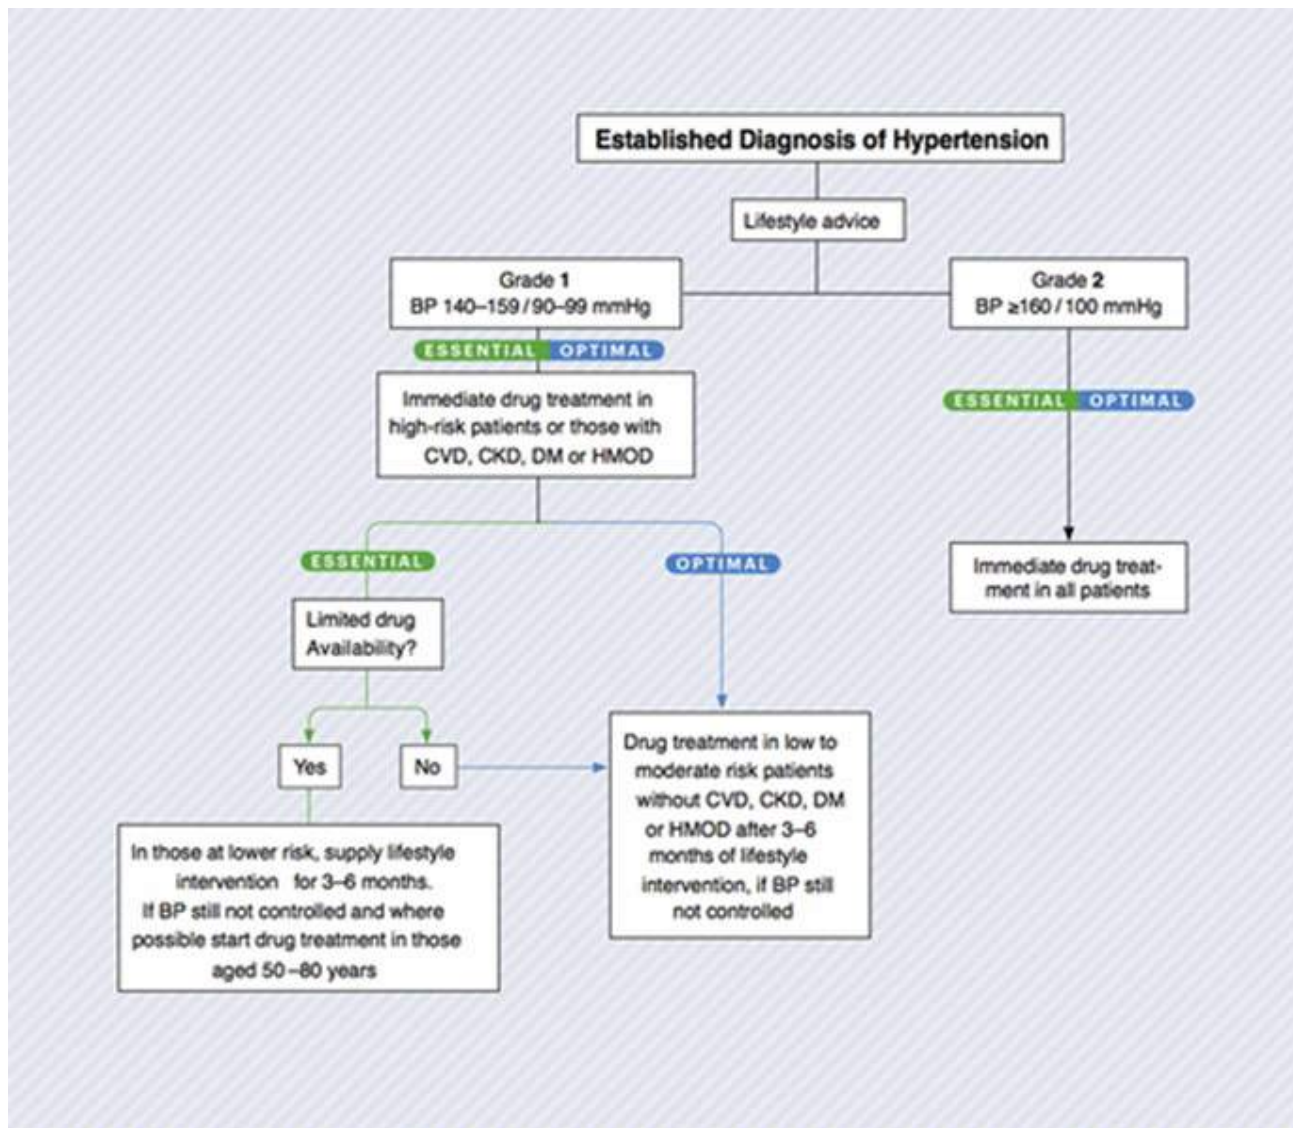 Established Diagnosis of Hypertension
Lifestyle advice
Grade 1
BP 140–159 / 90–99 mmHg
Grade 2
BP ≥160 / 100 mmHg
ESSENTIAL OPTIMAL
Immediate drug treatment in
high-risk patients or those with
CVD, CKD, DM or HMOD
ESSENTIAL OPTIMAL
ESSENTIAL
OPTIMAL
Immediate drug treat-
ment in all patients
Limited drug
Availability?
Yes
No
Drug treatment in low to
moderate risk patients
without CVD, CKD, DM
or HMOD after 3–6
months of lifestyle
intervention, if BP still
not controlled
In those at lower risk, supply lifestyle
intervention for 3–6 months.
If BP still not controlled and where
possible start drug treatment in those
aged 50–80 years